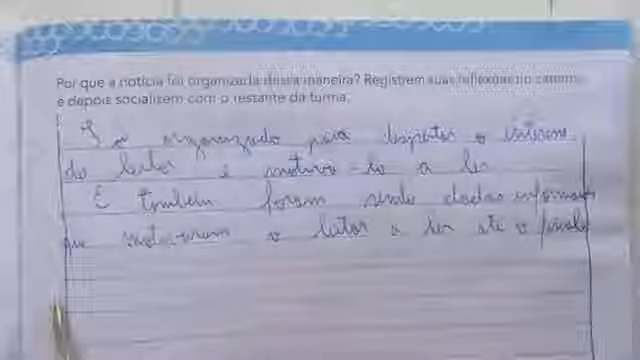 Por que a notícia foi organizada dessa maneira? Registrem suas reflexões no caderno
e depois socializem com o restante da turma.
organizado para despertar o interesse
do leitor e motiva-lo a ler
E também foram sendo dadas informações
que motivaram o leitor a ler até o final